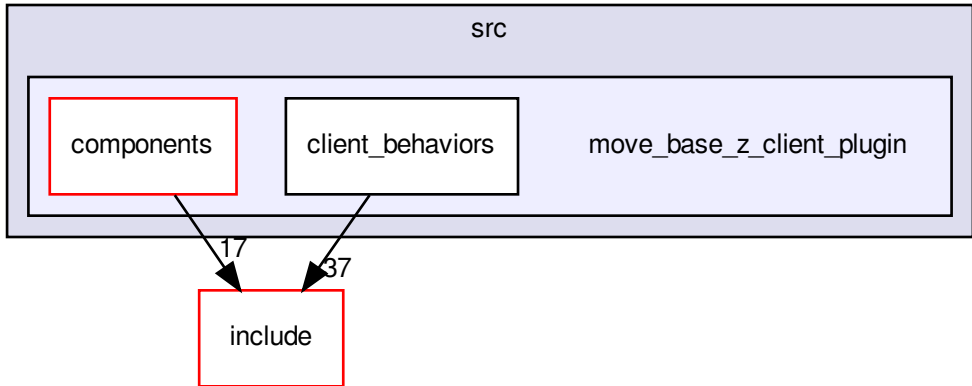 src
components
client_behaviors
move_base_z_client_plugin
17
37
include